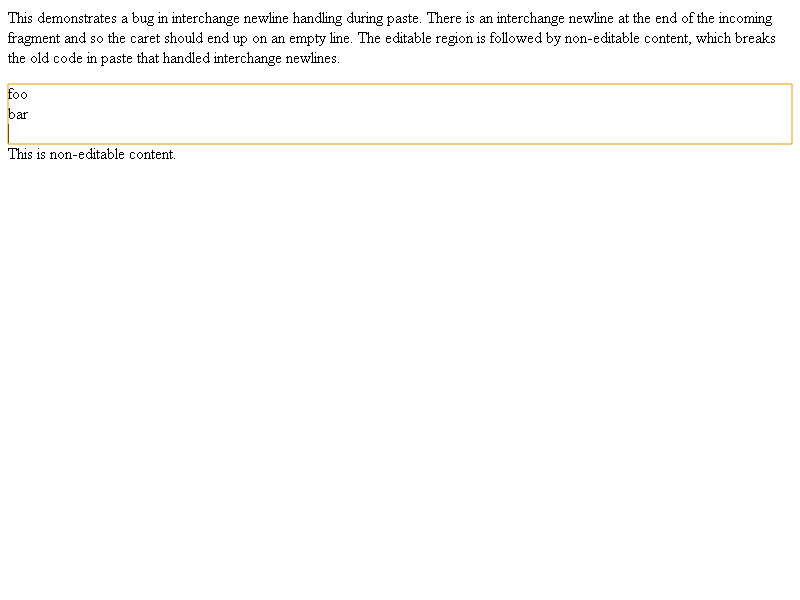 This demonstrates a bug in interchange newline handling during paste. There is an interchange newline at the end of the incoming
fragment and so the caret should end up on an empty line. The editable region is followed by non-editable content, which breaks
the old code in paste that handled interchange newlines.
foo
bar
This is non-editable content.